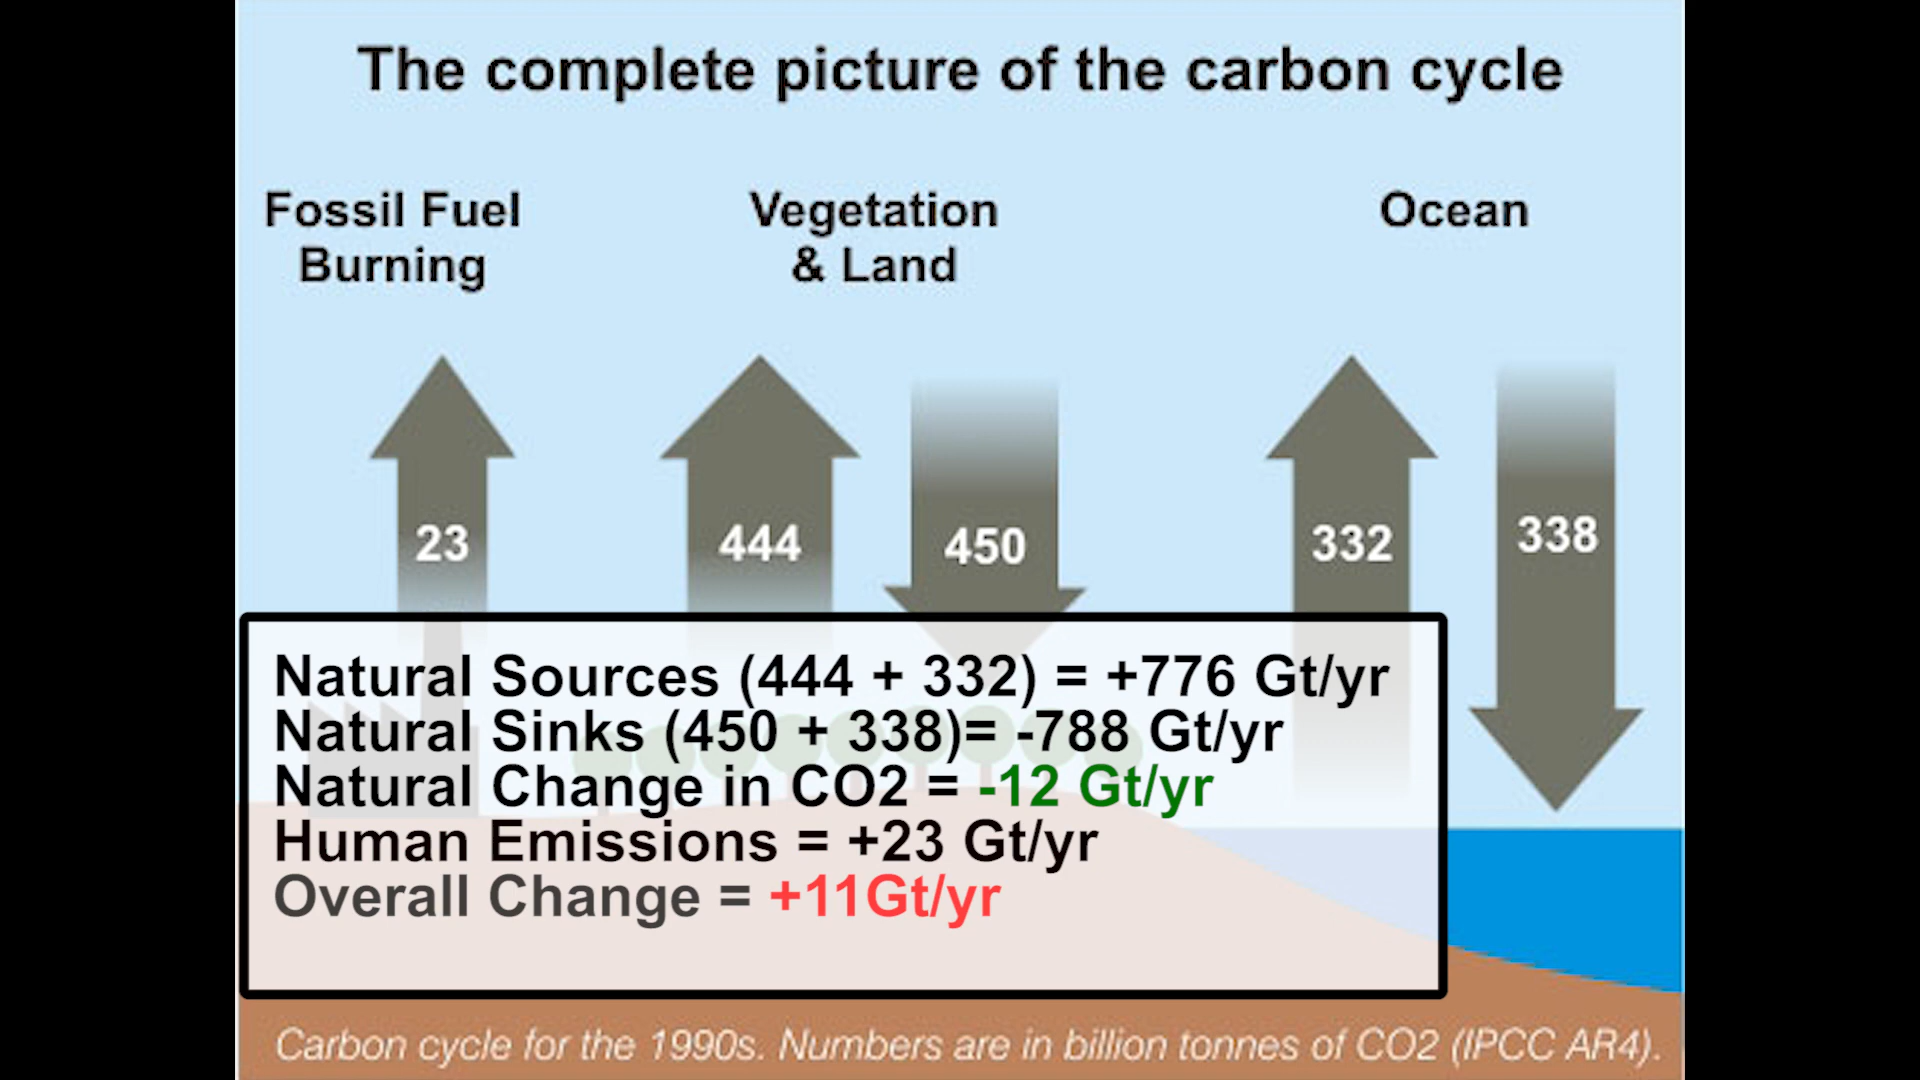 The complete picture of the carbon cycle
Fossil Fuel
Burning
Vegetation
& Land
Ocean
23
444
450
332
338
Natural Sources (444 + 332) = +776 Gt/yr
Natural Sinks (450 + 338)= -788 Gt/yr
Natural Change in CO2 = -12 Gt/yr
Human Emissions = +23 Gt/yr
Overall Change = +11Gt/yr
Carbon cycle for the 1990s. Numbers are in billion tonnes of CO2 (IPCC AR4).